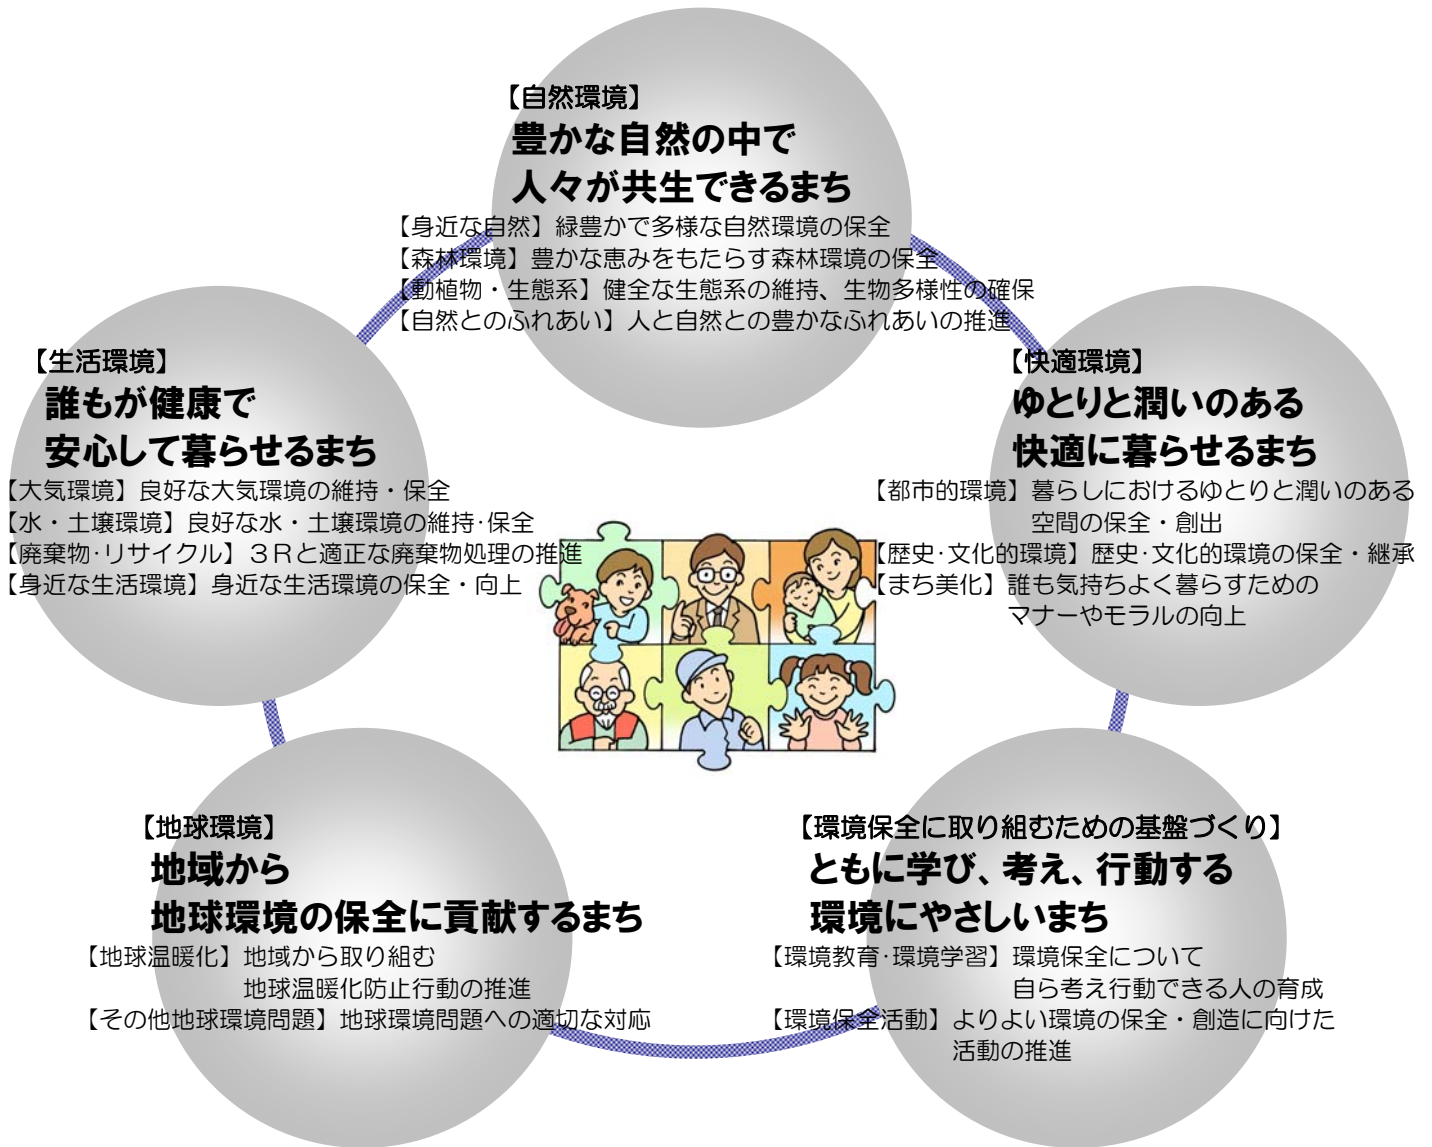 【自然環境】
豊かな自然の中で
人々が共生できるまち
【身近な自然】緑豊かで多様な自然環境の保全
【森林環境】豊かな恵みをもたらす森林環境の保全
【動植物・生態系】健全な生態系の維持、生物多様性の確保
【自然とのふれあい】人と自然との豊かなふれあいの推進
【生活環境】
誰もが健康で
安心して暮らせるまち
【大気環境】良好な大気環境の維持・保全
【水・土壌環境】良好な水・土壌環境の維持･保全
【廃棄物･リサイクル】３Ｒと適正な廃棄物処理の推進
【身近な生活環境】身近な生活環境の保全・向上
【快適環境】
ゆとりと潤いのある
快適に暮らせるまち
【都市的環境】暮らしにおけるゆとりと潤いのある
空間の保全・創出
【歴史･文化的環境】歴史･文化的環境の保全・継承
【まち美化】誰も気持ちよく暮らすための
マナーやモラルの向上
【地球環境】
地域から
地球環境の保全に貢献するまち
【地球温暖化】地域から取り組む
地球温暖化防止行動の推進
【その他地球環境問題】地球環境問題への適切な対応
【環境保全に取り組むための基盤づくり】
ともに学び、考え、行動する
環境にやさしいまち
【環境教育･環境学習】環境保全について
自ら考え行動できる人の育成
【環境保全活動】よりよい環境の保全・創造に向けた
活動の推進